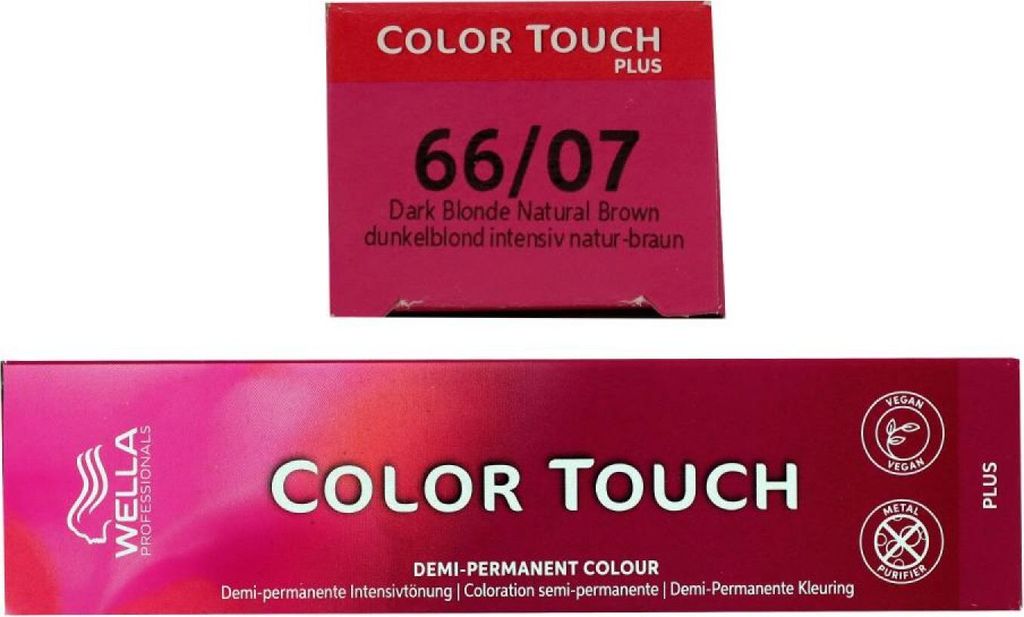 COLOR TOUCH
PLUS
66/07
Dark Blonde Natural Brown
dunkelblond intensiv natur-braun
WELLA
PROFESSIONALS
COLOR TOUCH
DEMI-PERMANENT COLOUR
Demi-permanente Intensivtönung | Coloration semi-permanente | Demi-Permanente Kleuring
VEGAN
VEGAN
METAL
PURIFIER
PLUS